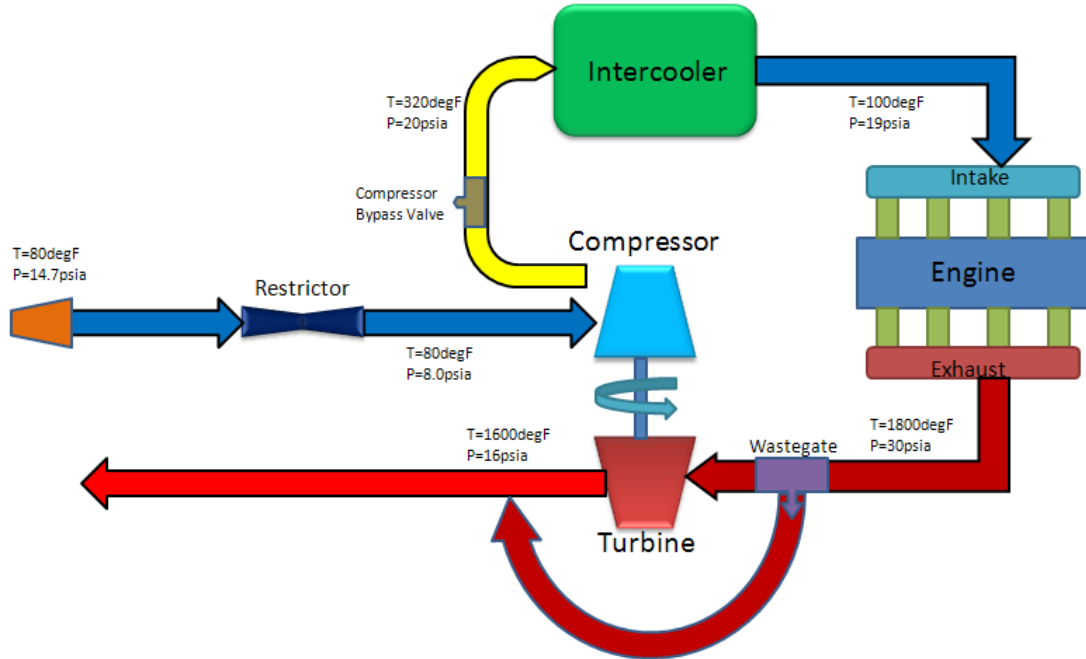 Intercooler
T=320degF
P=20psia
T=100degF
P=19psia
Intake
Compressor
Bypass Valve
Compressor
T=80degF
P=14.7psia
Engine
Restrictor
T=80degF
P=8.0psia
Exhaust
T=1600degF
P=16psia
T=1800degF
P=30psia
Wastegate
Turbine